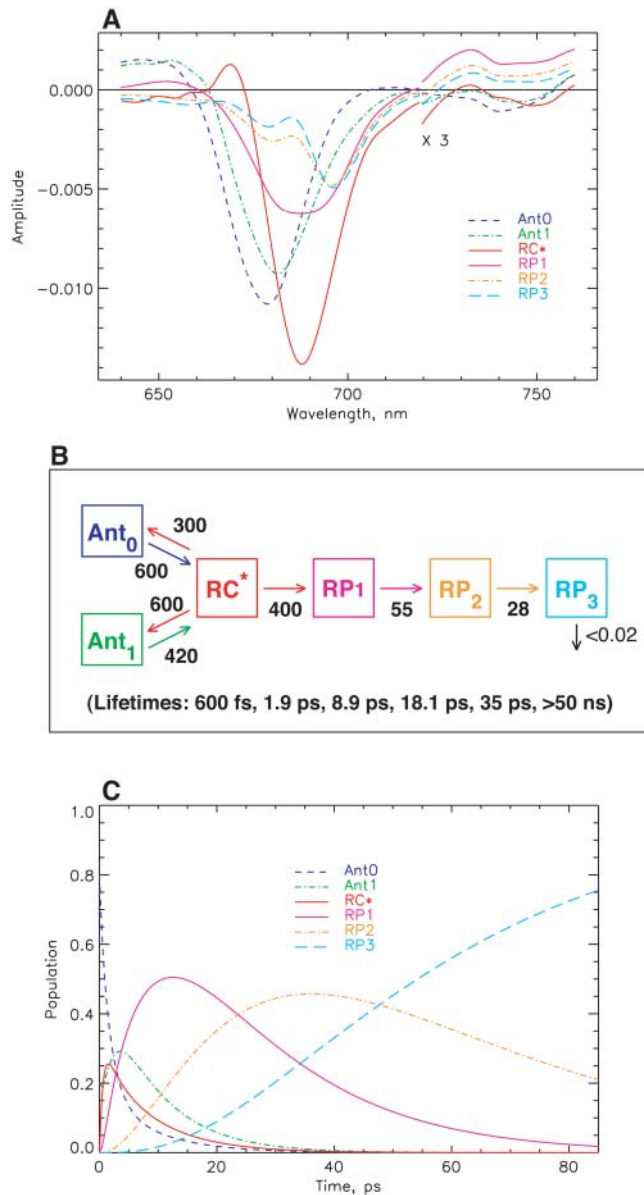 A
0.000
-0.005
-0.010
Amplitude
X 3
Ant0
Ant1
RC*
RP1
RP2
RP3
650
700
750
Wavelength, nm
B
Ant0
300
600
600
420
Ant1
RC*
400
RP1
55
RP2
28
RP3
<0.02
(Lifetimes: 600 fs, 1.9 ps, 8.9 ps, 18.1 ps, 35 ps, >50 ns)
C
1.0
0.8
0.6
0.4
0.2
0.0
Population
Ant0
Ant1
RC*
RP1
RP2
RP3
0
20
40
60
80
Time, ps